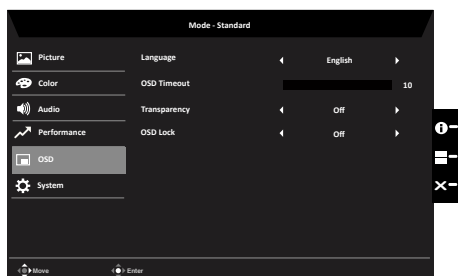 Mode - Standard
Picture
Language
English
Color
OSD Timeout
10
Audio
Transparency
Off
Performance
OSD Lock
Off
OSD
System
Move
Enter